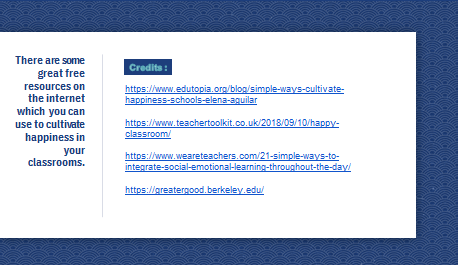 There are some
great free
resources on
the internet
which you can
use to cultivate
happiness in
your
classrooms.
Credits :
https://www.edutopia.org/blog/simple-ways-cultivate-
happiness-schools-elena-aguilar
https://www.teachertoolkit.co.uk/2018/09/10/happy-
classroom/
https://www.weareteachers.com/21-simple-ways-to-
integrate-social-emotional-learning-throughout-the-day/
https://greatergood.berkeley.edu/